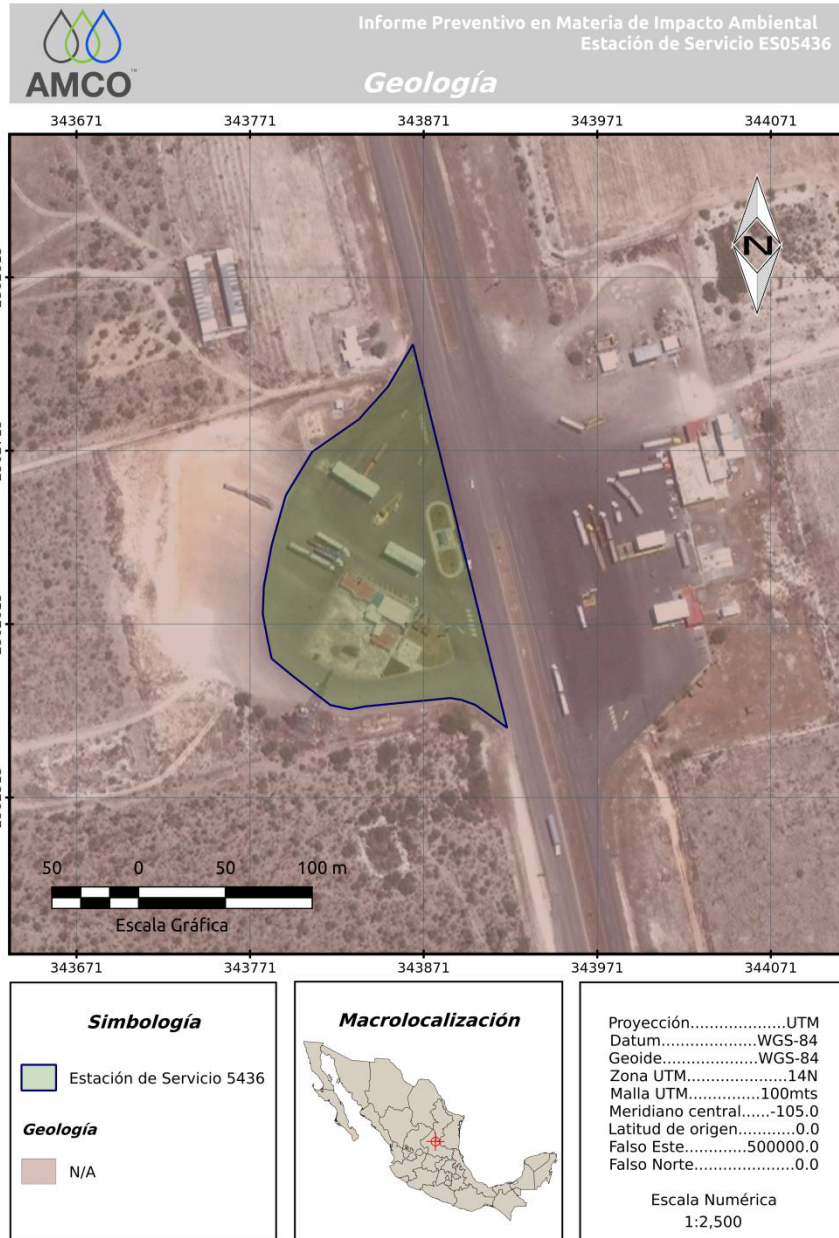 Informe Preventivo en Materia de Impacto Ambiental
Estación de Servicio ES05436
AMCO™
Geología
343671 343771 343871 343971 344071
N
50 0 50 100 m
Escala Gráfica
343671 343771 343871 343971 344071
Simbología
Estación de Servicio 5436
Geología
N/A
Macrolocalización
Proyección....................UTM
Datum....................WGS-84
Geoide....................WGS-84
Zona UTM....................14N
Malla UTM...............100mts
Meridiano central......-105.0
Latitud de origen............0.0
Falso Este............500000.0
Falso Norte.....................0.0
Escala Numérica
1:2,500